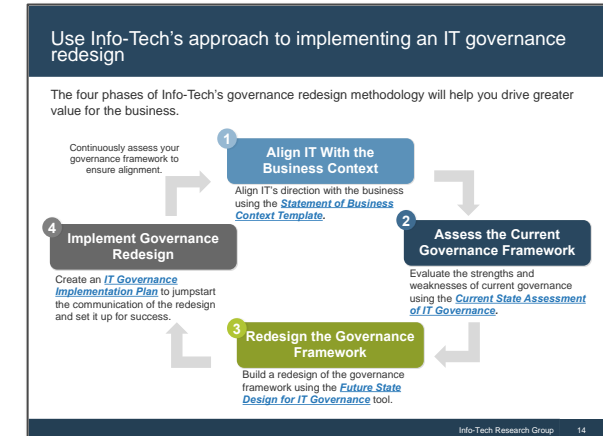 Use Info-Tech’s approach to implementing an IT governance
redesign
The four phases of Info-Tech’s governance redesign methodology will help you drive greater
value for the business.
Continuously assess your
governance framework to
ensure alignment.
1
Align IT With the
Business Context
Align IT’s direction with the business
using the Statement of Business
Context Template.
2
Assess the Current
Governance Framework
Evaluate the strengths and
weaknesses of current governance
using the Current State Assessment
of IT Governance.
3
Redesign the Governance
Framework
Build a redesign of the governance
framework using the Future State
Design for IT Governance tool.
4
Implement Governance
Redesign
Create an IT Governance
Implementation Plan to jumpstart
the communication of the redesign
and set it up for success.
Info-Tech Research Group 14